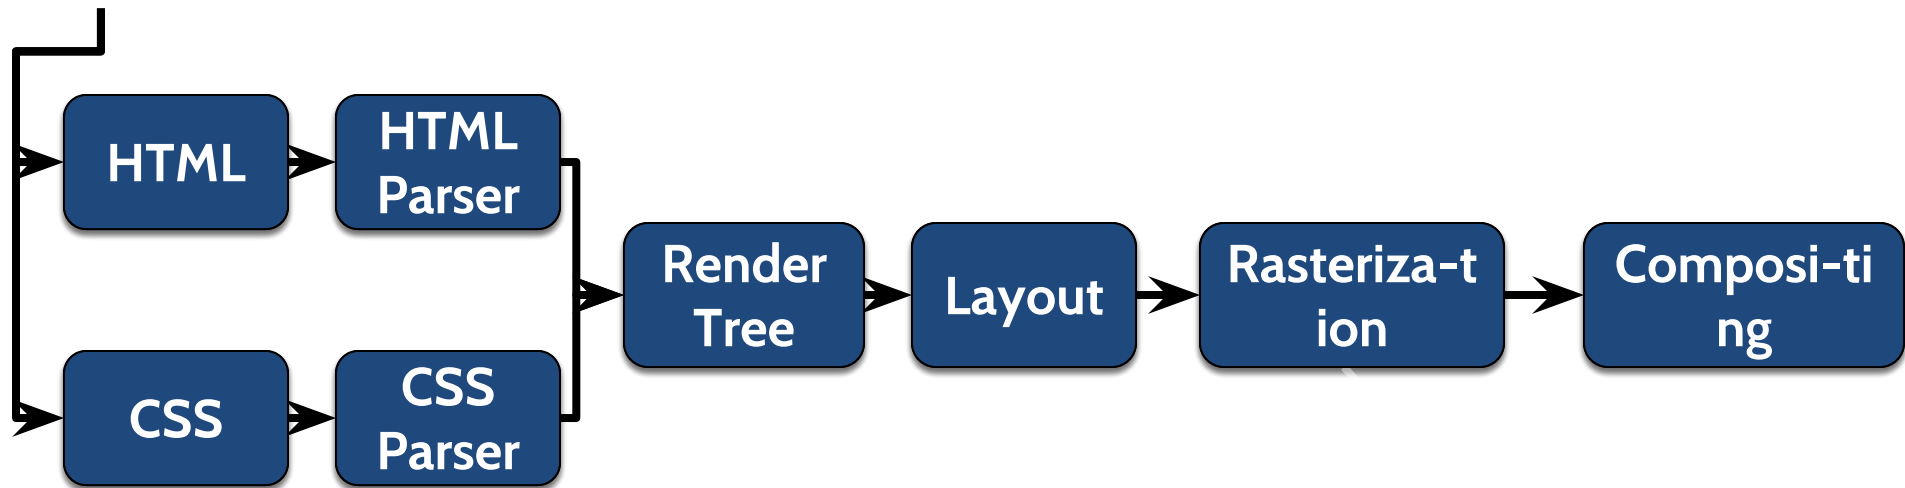 HTML
HTML
Parser
CSS
CSS
Parser
Render
Tree
Layout
Rasteriza-t
ion
Composi-ti
ng